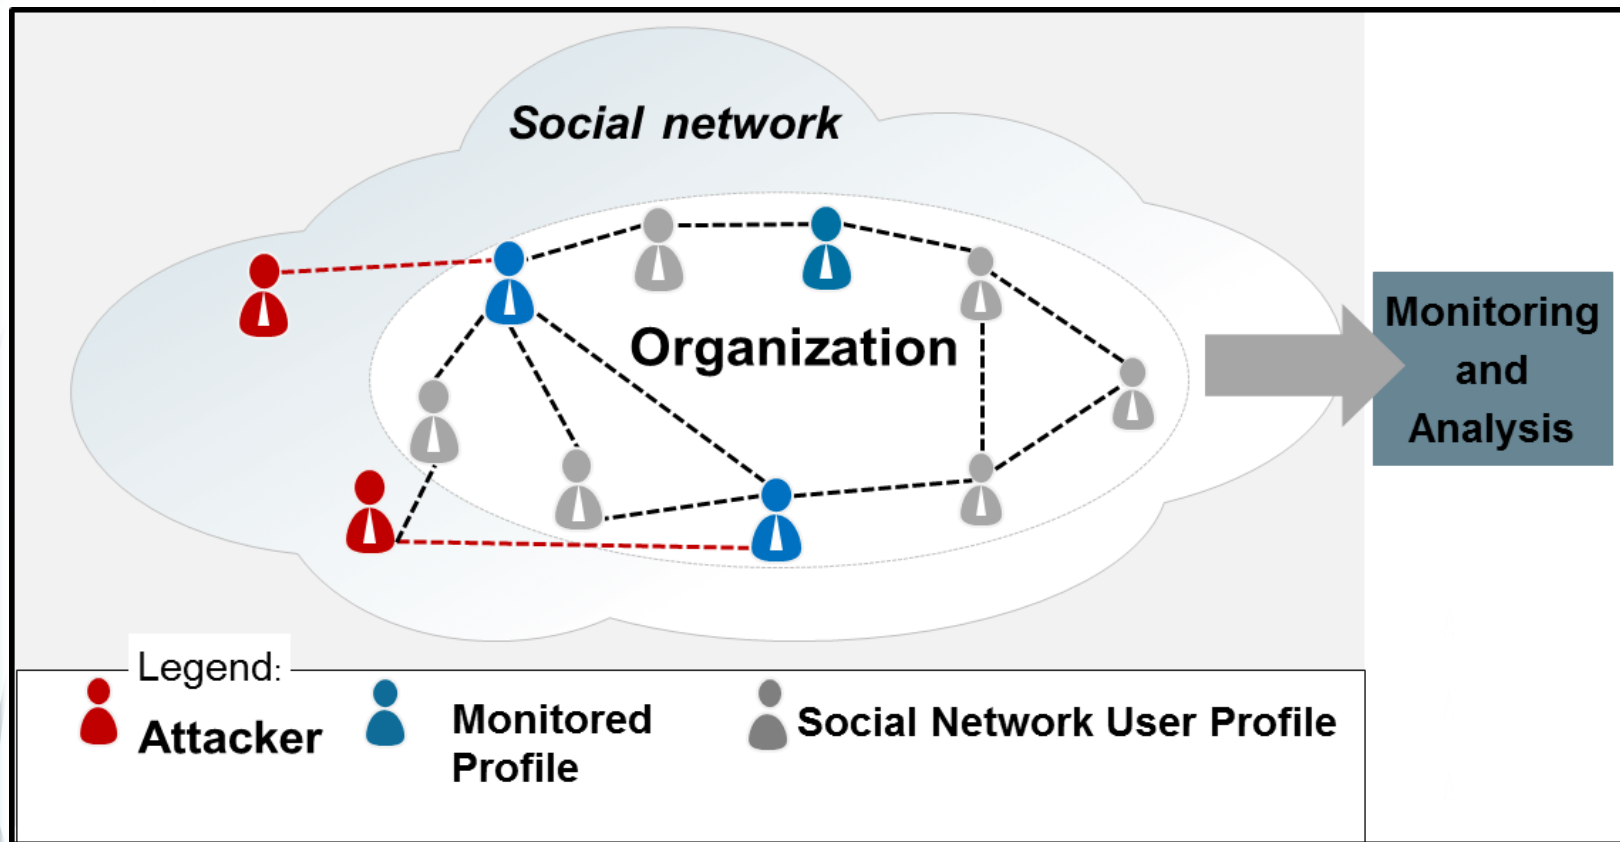 Social network
Organization
Monitoring
and
Analysis
Legend:
Attacker
Monitored
Profile
Social Network User Profile